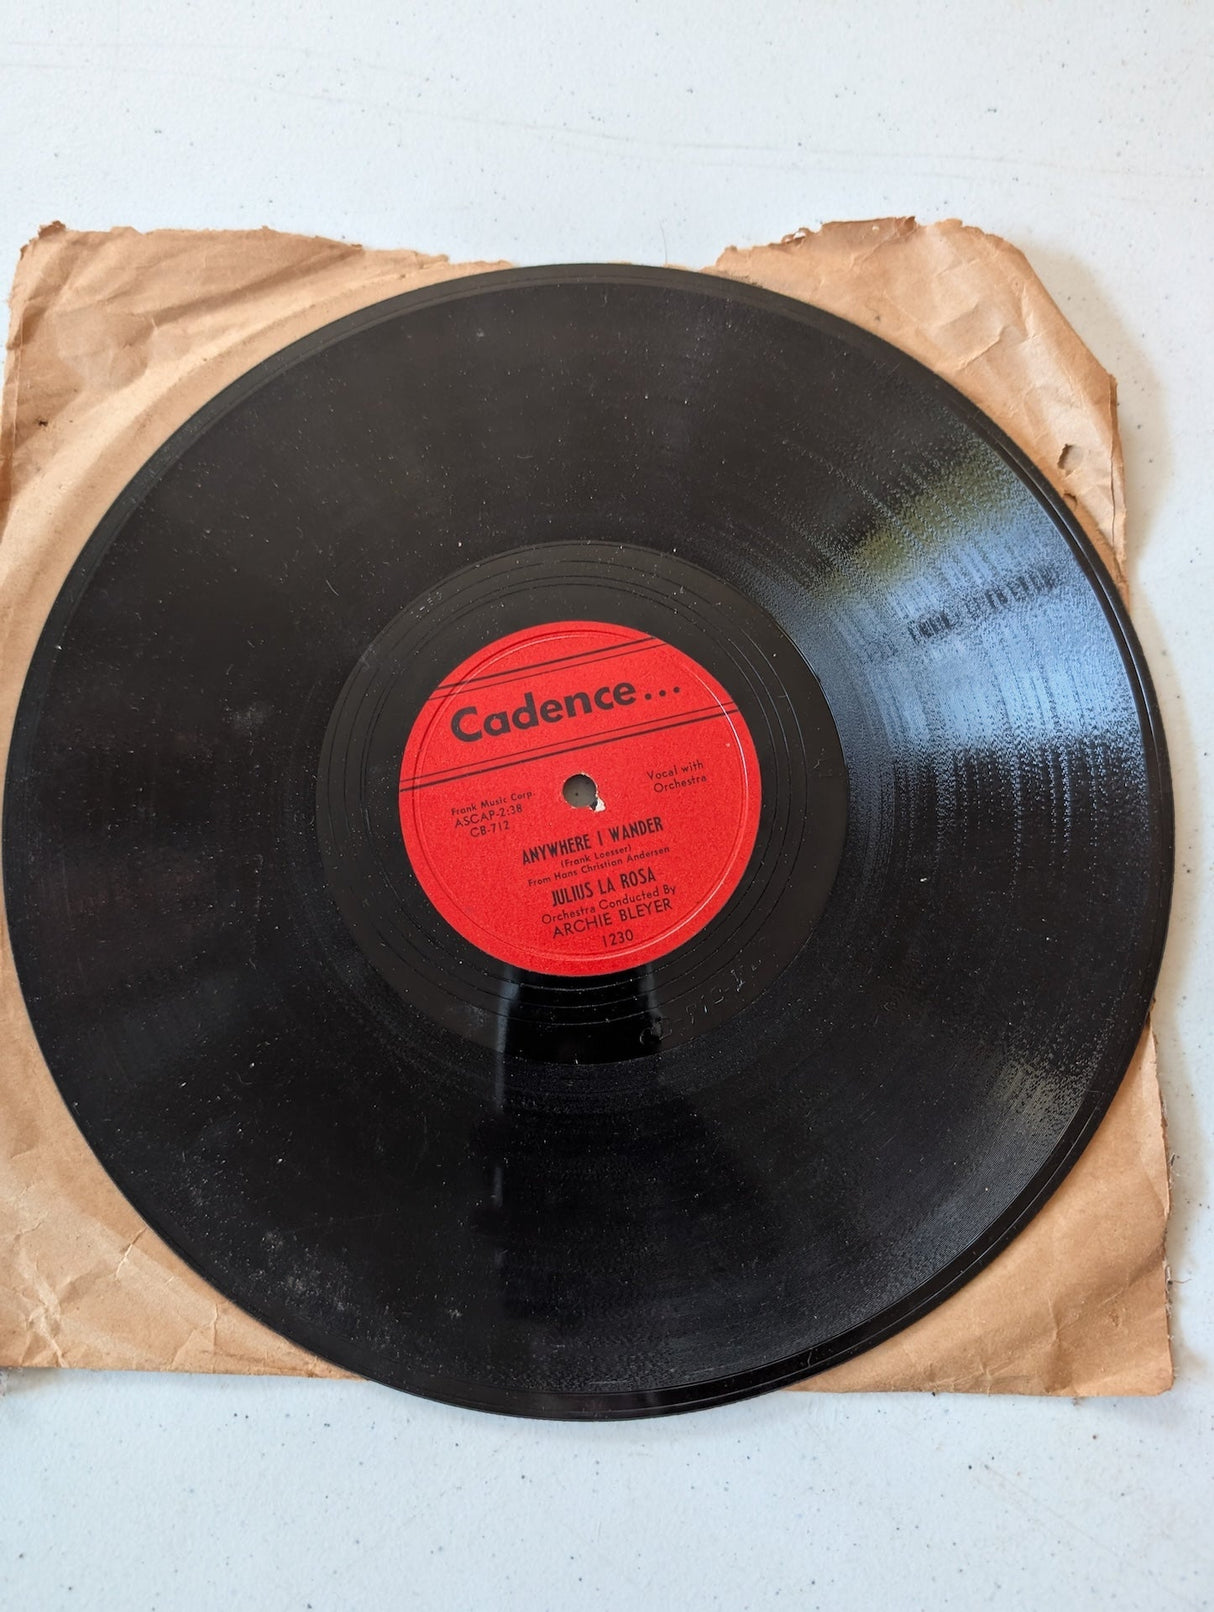 Cadence...
Vocal with
Orchestra
Frank Music Corp.
ASCAP-2:38
CB-712
ANYWHERE I WANDER
(Frank Loesser)
From Hans Christian Andersen
JULIUS LA ROSA
Orchestra Conducted By
ARCHIE BLEYER
1230